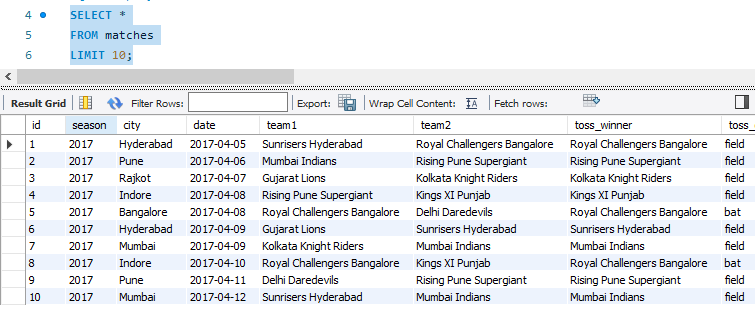 4 SELECT *
5 FROM matches
6 LIMIT 10;
Result Grid Filter Rows: Export: Wrap Cell Content: Fetch rows:
id season city date team1 team2 toss_winner toss_
1 2017 Hyderabad 2017-04-05 Sunrisers Hyderabad Royal Challengers Bangalore Royal Challengers Bangalore field
2 2017 Pune 2017-04-06 Mumbai Indians Rising Pune Supergiant Rising Pune Supergiant field
3 2017 Rajkot 2017-04-07 Gujarat Lions Kolkata Knight Riders Kolkata Knight Riders field
4 2017 Indore 2017-04-08 Rising Pune Supergiant Kings XI Punjab Kings XI Punjab field
5 2017 Bangalore 2017-04-08 Royal Challengers Bangalore Delhi Daredevils Royal Challengers Bangalore bat
6 2017 Hyderabad 2017-04-09 Gujarat Lions Sunrisers Hyderabad Sunrisers Hyderabad field
7 2017 Mumbai 2017-04-09 Kolkata Knight Riders Mumbai Indians Mumbai Indians field
8 2017 Indore 2017-04-10 Royal Challengers Bangalore Kings XI Punjab Royal Challengers Bangalore bat
9 2017 Pune 2017-04-11 Delhi Daredevils Rising Pune Supergiant Rising Pune Supergiant field
10 2017 Mumbai 2017-04-12 Sunrisers Hyderabad Mumbai Indians Mumbai Indians field